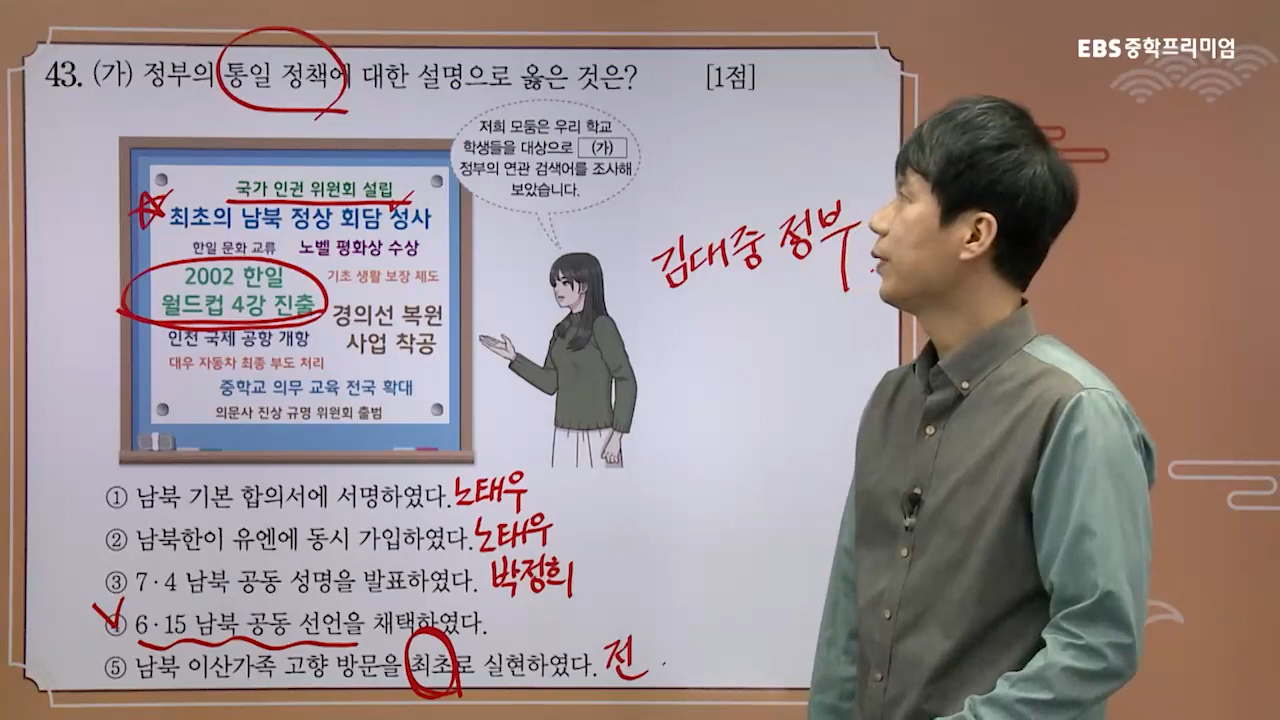 EBS 중학프리미엄
43. (가) 정부의 통일 정책에 대한 설명으로 옳은 것은? [1점]
저희 모둠은 우리 학교
학생들을 대상으로 (가)
정부의 연관 검색어를 조사해
보았습니다.
국가 인권 위원회 설립
최초의 남북 정상 회담 성사
한일 문화 교류 노벨 평화상 수상
2002 한일
월드컵 4강 진출
기초 생활 보장 제도
경의선 복원
사업 착공
인천 국제 공항 개항
대우 자동차 최종 부도 처리
중학교 의무 교육 전국 확대
의문사 진상 규명 위원회 출범
김대중 정부
① 남북 기본 합의서에 서명하였다. 노태우
② 남북한이 유엔에 동시 가입하였다. 노태우
③ 7·4 남북 공동 성명을 발표하였다. 박정희
④ 6·15 남북 공동 선언을 채택하였다.
⑤ 남북 이산가족 고향 방문을 최초로 실현하였다. 전